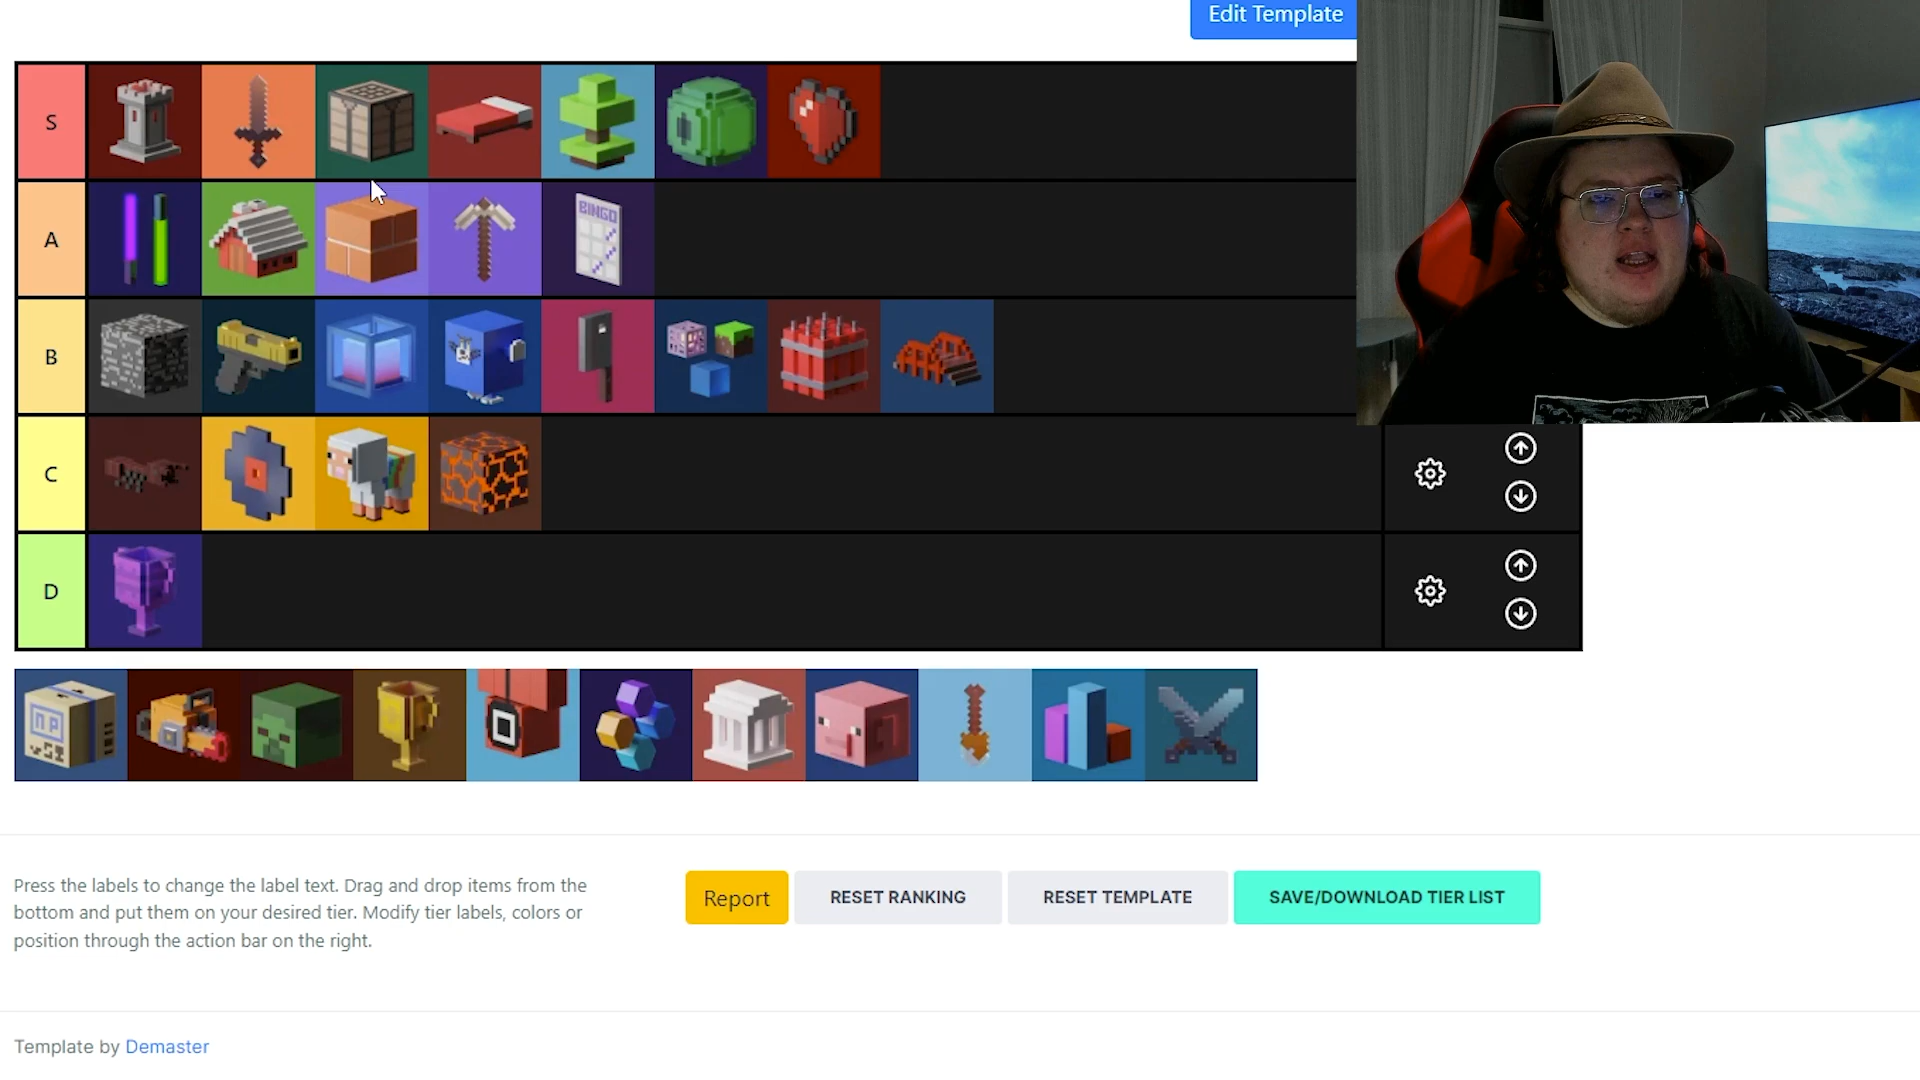 Edit Template
S
A
BINGO
B
C
D
Press the labels to change the label text. Drag and drop items from the
bottom and put them on your desired tier. Modify tier labels, colors or
position through the action bar on the right.
Report
RESET RANKING
RESET TEMPLATE
SAVE/DOWNLOAD TIER LIST
Template by Demaster